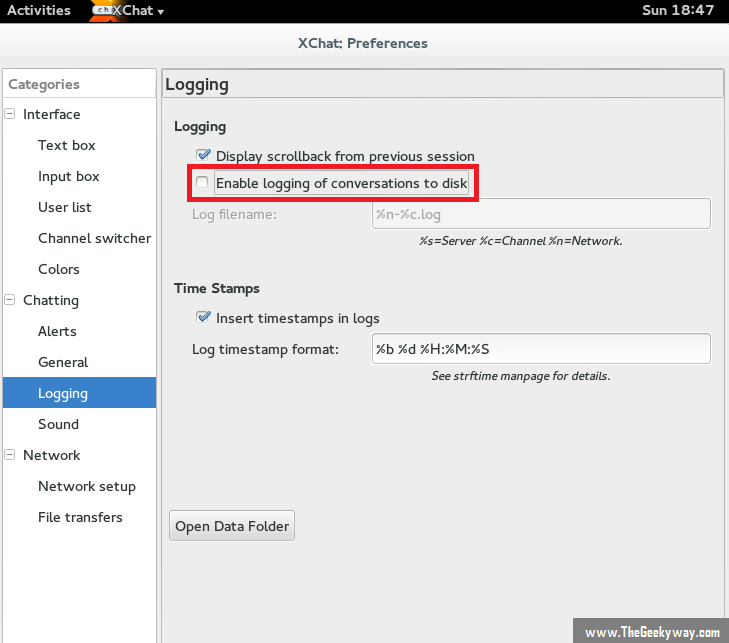 Activities XChat Sun 18:47
XChat: Preferences
Categories
Interface
Text box
Input box
User list
Channel switcher
Colors
Chatting
Alerts
General
Logging
Sound
Network
Network setup
File transfers
Logging
Logging
Display scrollback from previous session
Enable logging of conversations to disk
Log filename: %n-%c.log
%s=Server %c=Channel %n=Network.
Time Stamps
Insert timestamps in logs
Log timestamp format: %b %d %H:%M:%S
See strftime manpage for details.
Open Data Folder
www.TheGeekyway.com